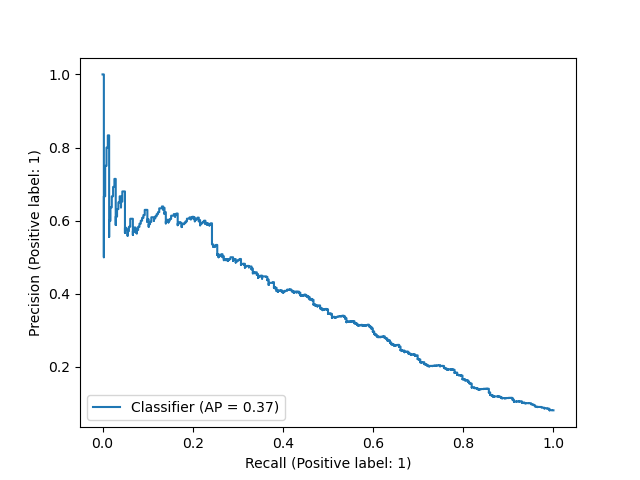 1.0
0.8
0.6
0.4
0.2
Precision (Positive label: 1)
Classifier (AP = 0.37)
0.0 0.2 0.4 0.6 0.8 1.0
Recall (Positive label: 1)